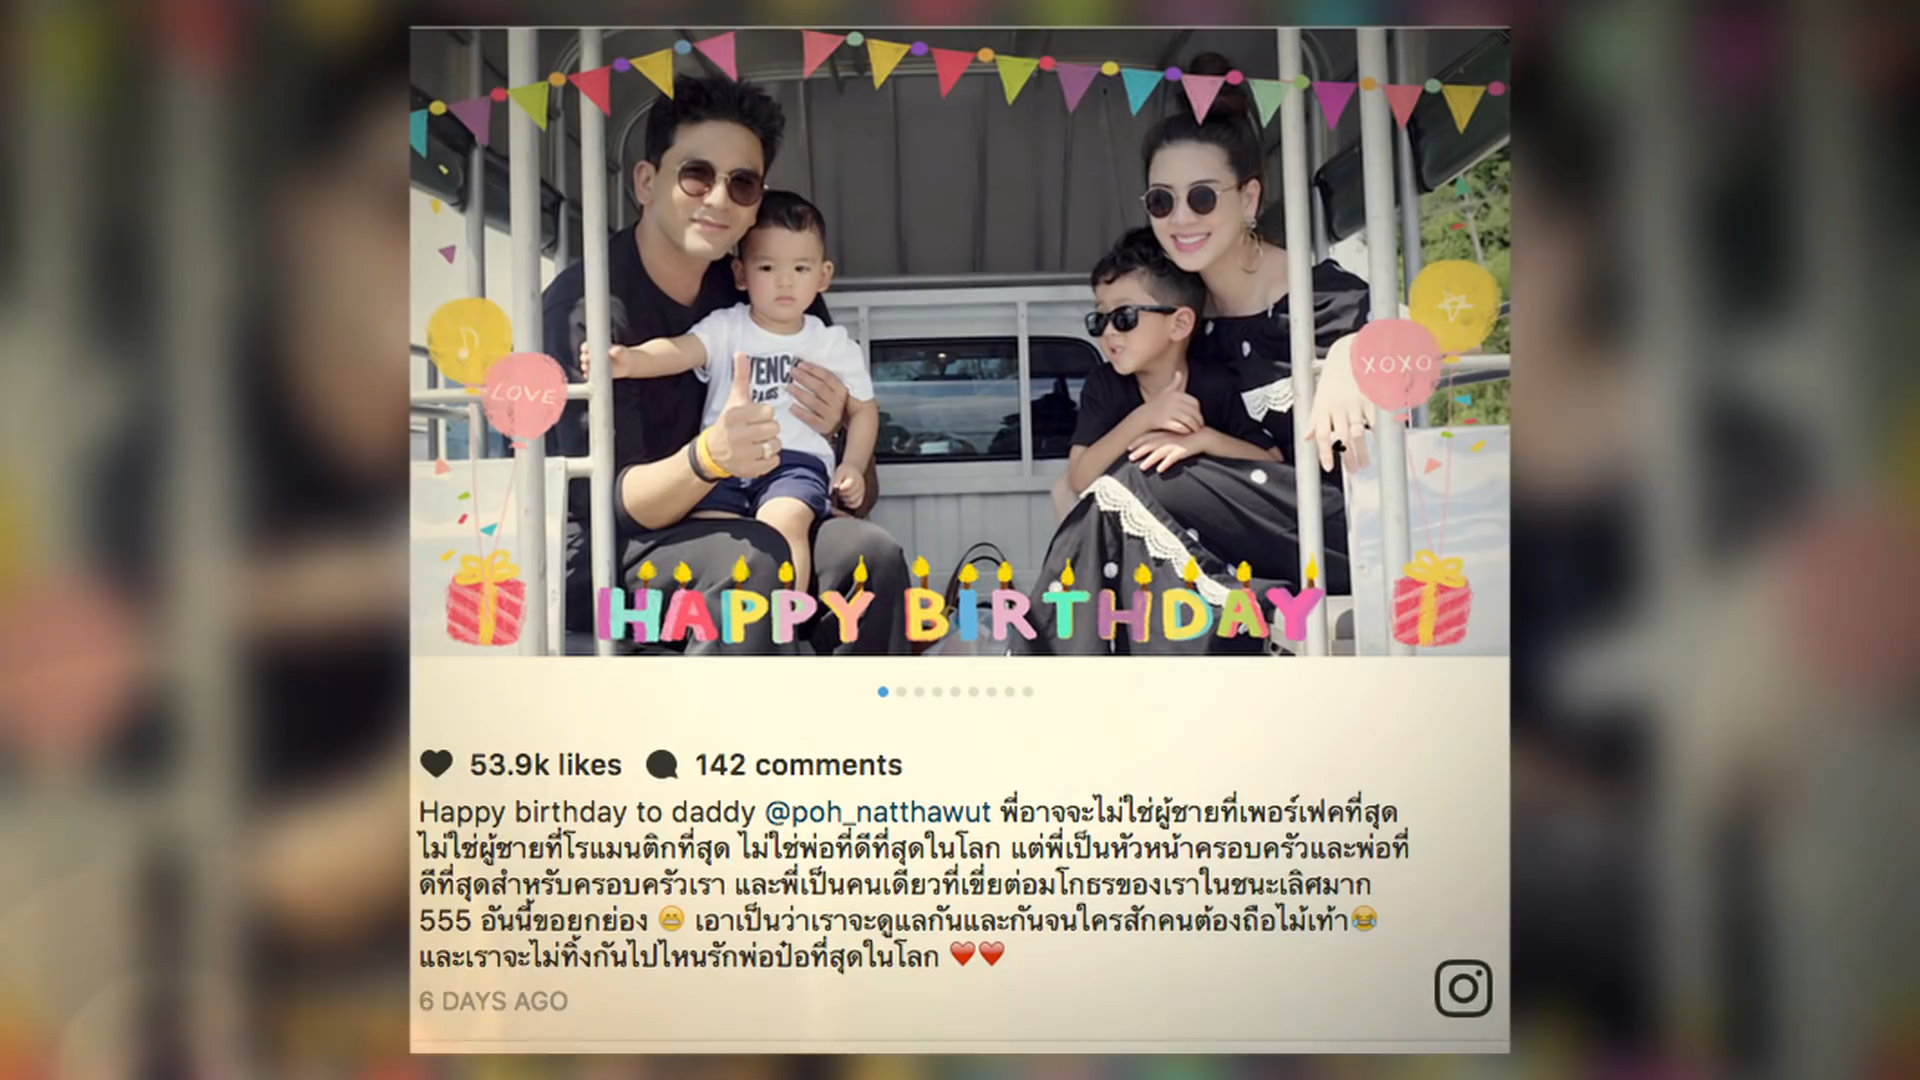 LOVE
XOXO
VENC
PARIS
HAPPY BIRTHDAY
53.9k likes 142 comments
Happy birthday to daddy @poh_natthawut พี่อาจจะไม่ใช่ผู้ชายที่เพอร์เฟคที่สุด
ไม่ใช่ผู้ชายที่โรแมนติกที่สุด ไม่ใช่พ่อที่ดีที่สุดในโลก แต่พี่เป็นหัวหน้าครอบครัวและพ่อที่
ดีที่สุดสำหรับครอบครัวเรา และพี่เป็นคนเดียวที่เขี่ยต่อมโกธรของเราในชนะเลิศมาก
555 อันนี้ขอยกย่อง 😁 เอาเป็นว่าเราจะดูแลกันและกันจนใครสักคนต้องถือไม้เท้า😂
และเราจะไม่ทิ้งกันไปไหนรักพ่อป๋อที่สุดในโลก ❤️❤️
6 DAYS AGO